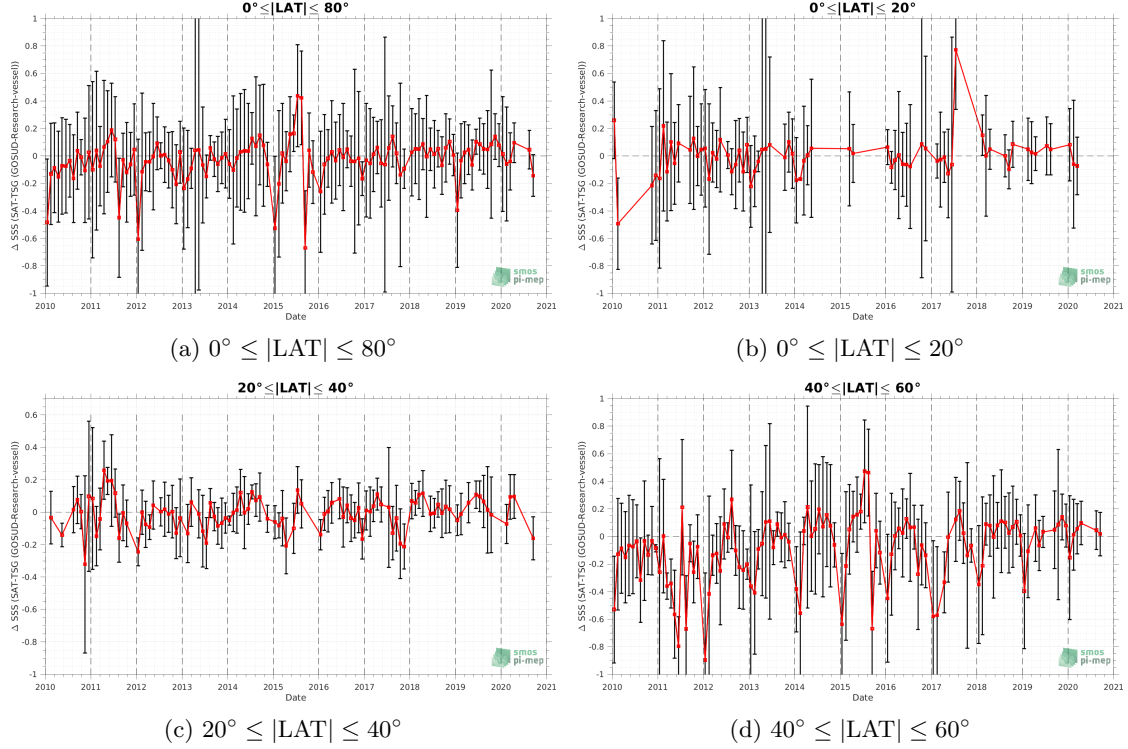 0°≤|LAT|≤ 80°
Δ SSS (SAT-TSG (GOSUD-Research-vessel))
1
0.8
0.6
0.4
0.2
0
-0.2
-0.4
-0.6
-0.8
-1
2010 2011 2012 2013 2014 2015 2016 2017 2018 2019 2020 2021
Date
smos
pi-mep
(a) 0° ≤ |LAT| ≤ 80°
0°≤|LAT|≤ 20°
Δ SSS (SAT-TSG (GOSUD-Research-vessel))
1
0.8
0.6
0.4
0.2
0
-0.2
-0.4
-0.6
-0.8
-1
2010 2011 2012 2013 2014 2015 2016 2017 2018 2019 2020 2021
Date
smos
pi-mep
(b) 0° ≤ |LAT| ≤ 20°
20°≤|LAT|≤ 40°
Δ SSS (SAT-TSG (GOSUD-Research-vessel))
0.6
0.4
0.2
0
-0.2
-0.4
-0.6
-0.8
-1
2010 2011 2012 2013 2014 2015 2016 2017 2018 2019 2020 2021
Date
smos
pi-mep
(c) 20° ≤ |LAT| ≤ 40°
40°≤|LAT|≤ 60°
Δ SSS (SAT-TSG (GOSUD-Research-vessel))
1
0.8
0.6
0.4
0.2
0
-0.2
-0.4
-0.6
-0.8
-1
2010 2011 2012 2013 2014 2015 2016 2017 2018 2019 2020 2021
Date
smos
pi-mep
(d) 40° ≤ |LAT| ≤ 60°